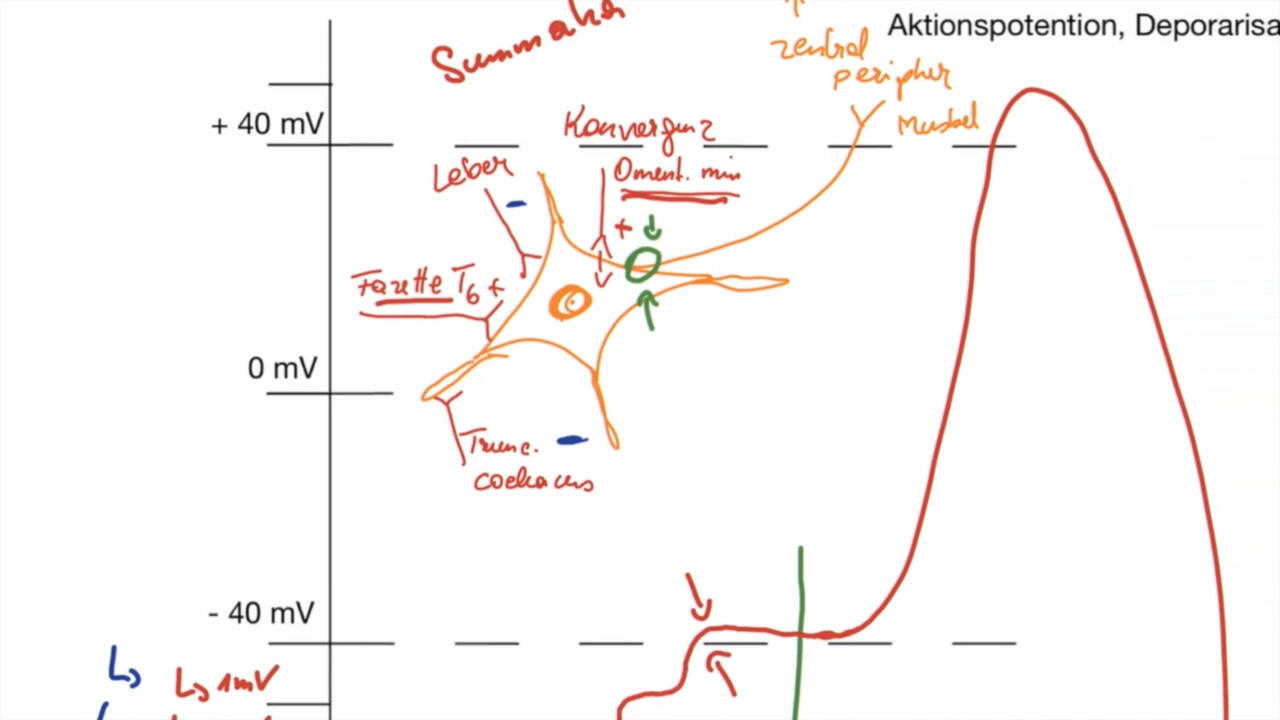 Aktionspotention, Deporarisa
zentral
peripher
Muskel
+ 40 mV
Konvergenz
Leber
-
Oment. min
+
Fazette T6 +
0 mV
Trunc.
-
coeliacus
- 40 mV
1mV